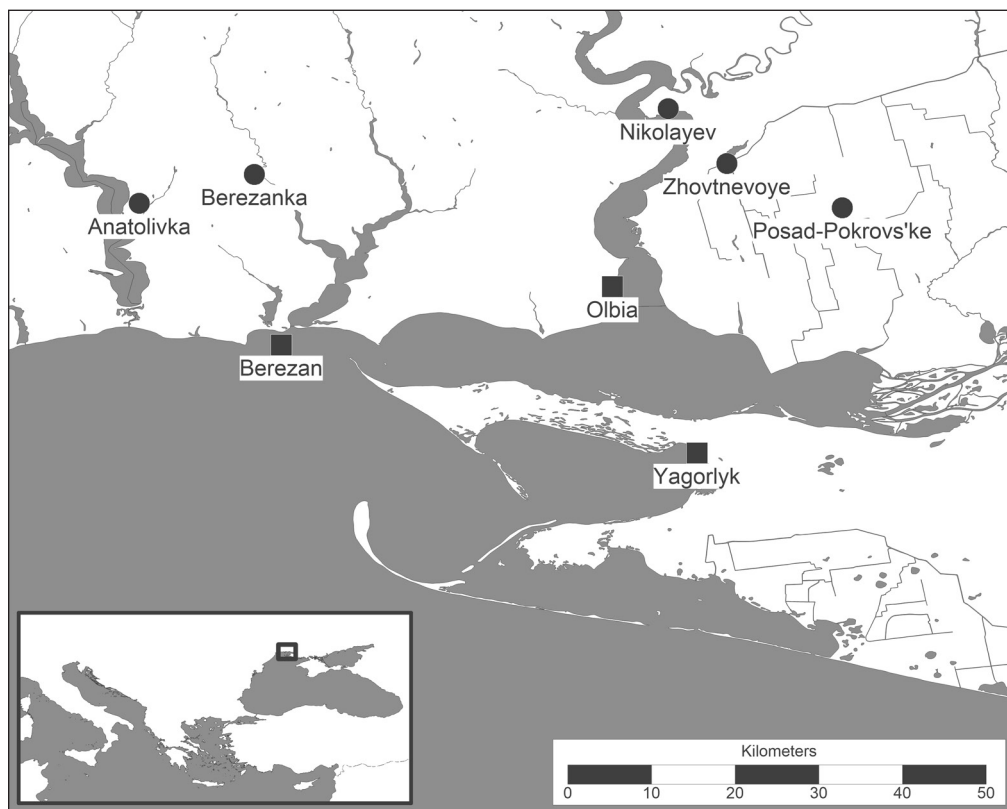 Nikolayev
Zhovtnevoye
Berezanka
Anatolivka
Posad-Pokrovs'ke
Olbia
Berezan
Yagorlyk
Kilometers
0 10 20 30 40 50